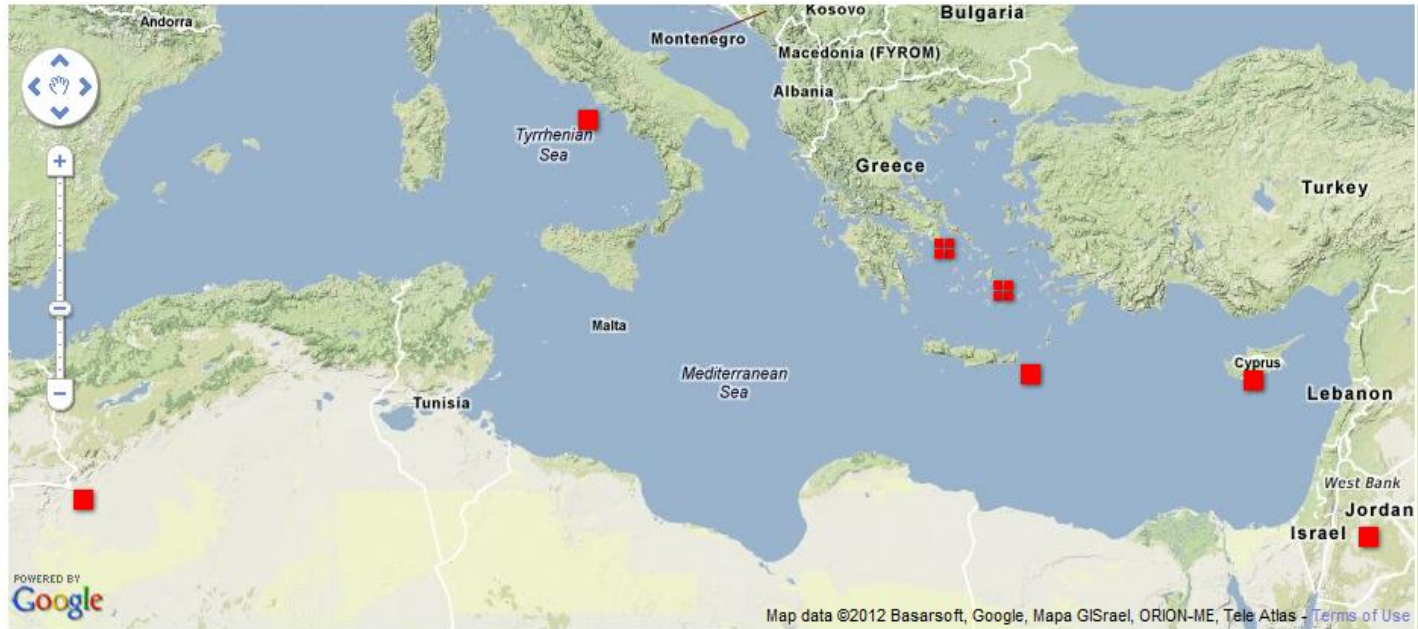 Andorra
Kosovo
Bulgaria
Montenegro
Macedonia (FYROM)
Albania
Tyrrhenian
Sea
Greece
Turkey
Malta
Mediterranean
Sea
Cyprus
Tunisia
Lebanon
West Bank
Jordan
Israel
POWERED BY
Google
Map data ©2012 Basarsoft, Google, Mapa GISrael, ORION-ME, Tele Atlas - Terms of Use